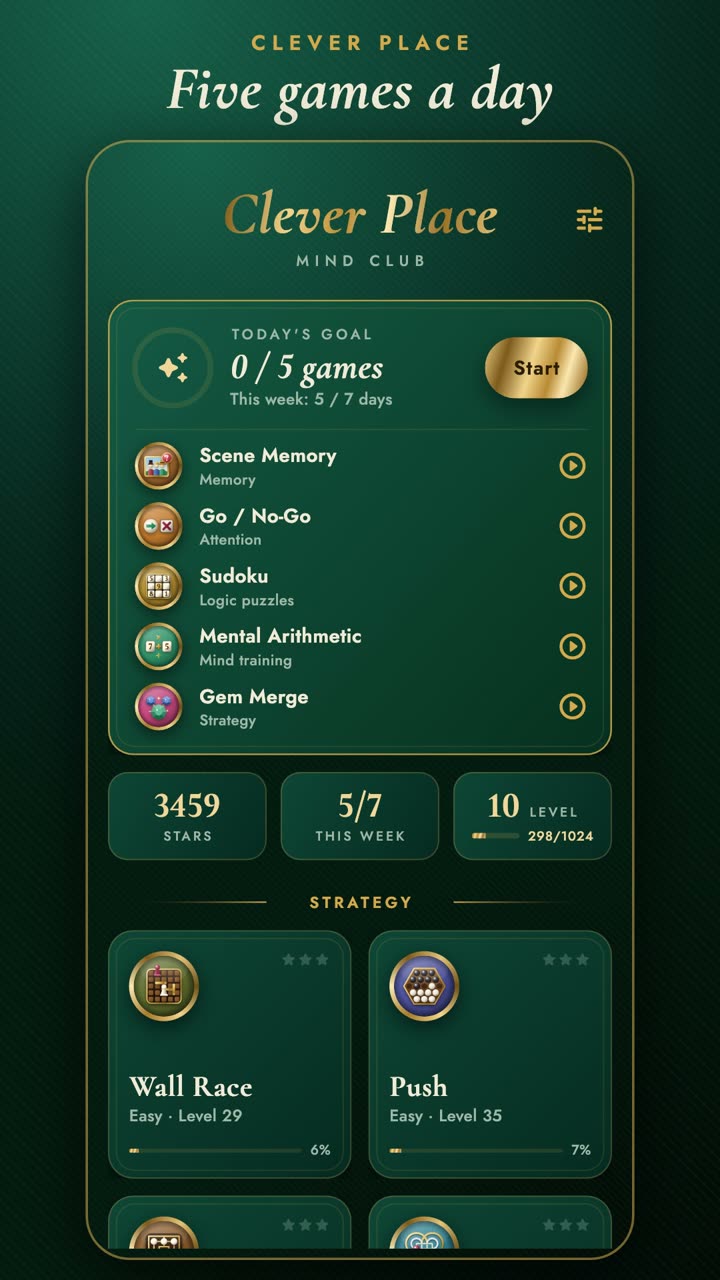 CLEVER PLACE
Five games a day
Clever Place
MIND CLUB
TODAY'S GOAL
0 / 5 games
This week: 5 / 7 days
Start
Scene Memory
Memory
Go / No-Go
Attention
Sudoku
Logic puzzles
Mental Arithmetic
Mind training
Gem Merge
Strategy
3459
STARS
5/7
THIS WEEK
10 LEVEL
298/1024
STRATEGY
Wall Race
Easy · Level 29
6%
Push
Easy · Level 35
7%